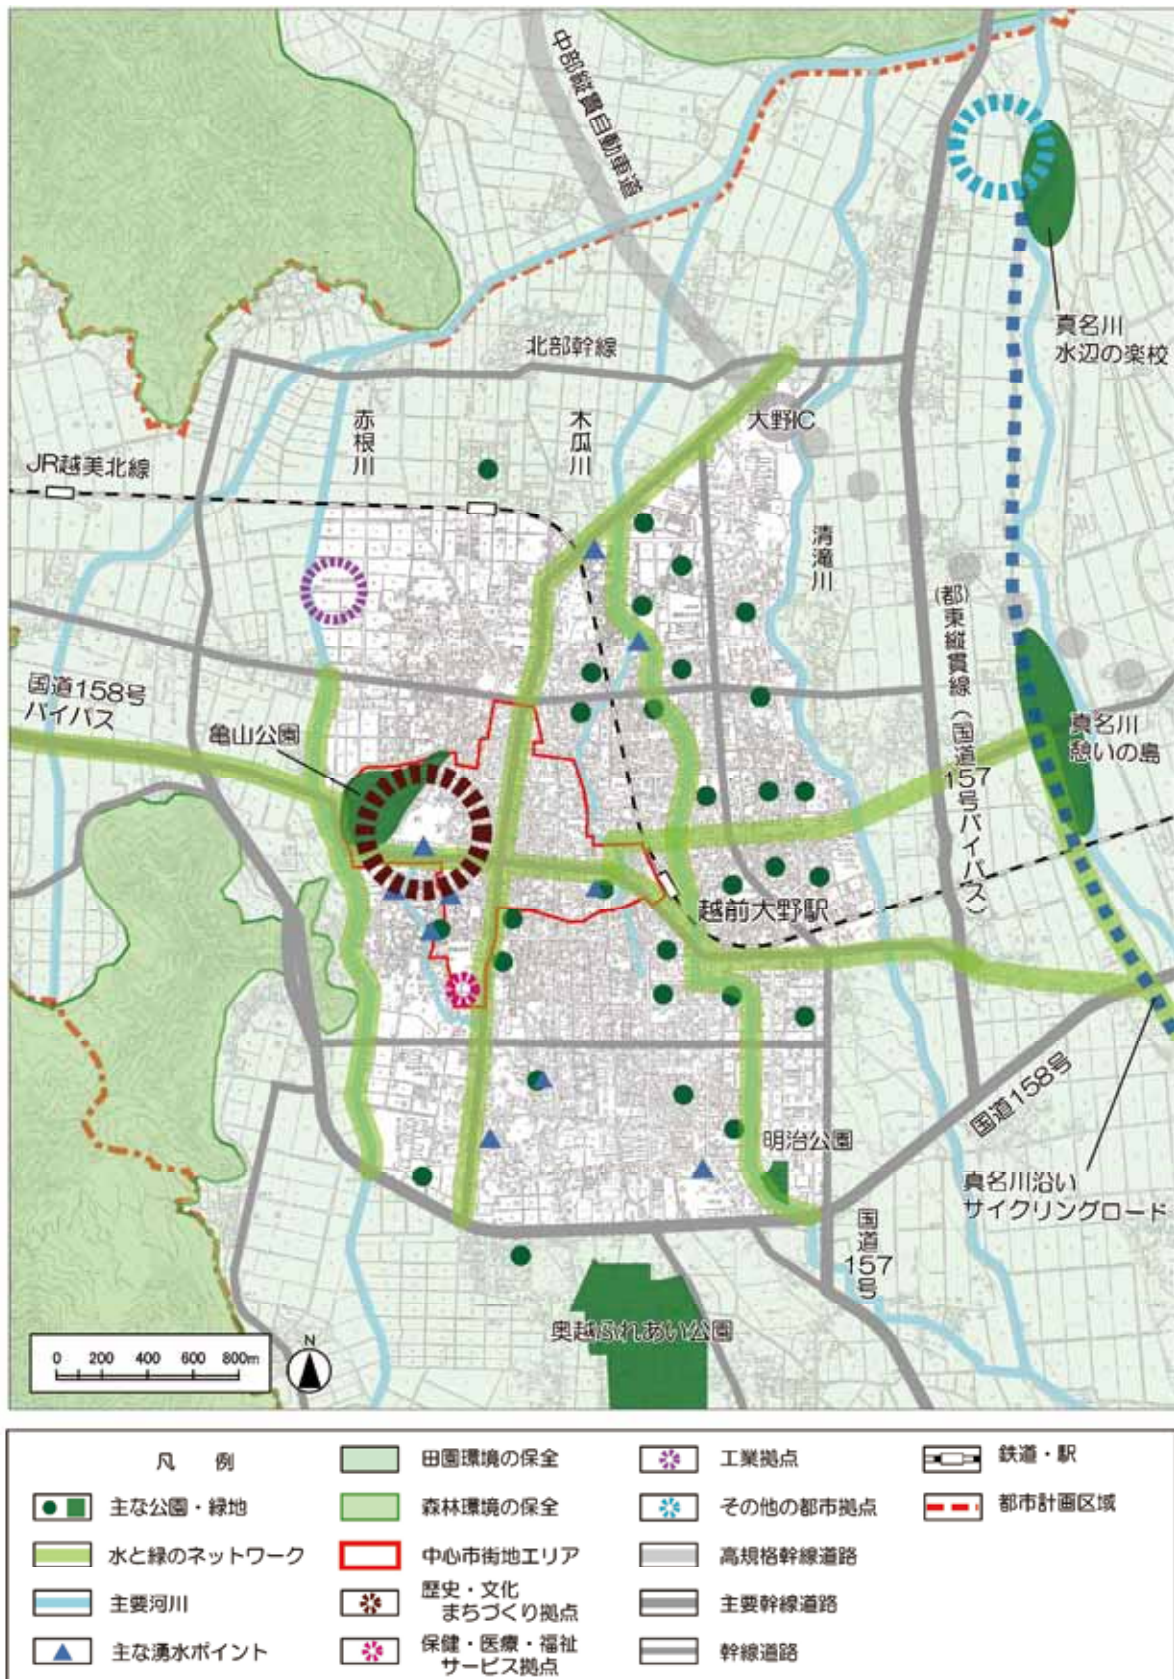 中部縦貫自動車道
真名川
水辺の楽校
北部幹線
赤根川
木瓜川
大野IC
JR越美北線
清滝川
(都)東縦貫線(国道157号バイパス)
国道158号
バイパス
亀山公園
真名川
憩いの島
越前大野駅
国道158号
明治公園
真名川沿い
サイクリングロード
国道157号
奥越ふれあい公園
0 200 400 600 800m
N
凡 例
主な公園・緑地
水と緑のネットワーク
主要河川
主な湧水ポイント
田園環境の保全
森林環境の保全
中心市街地エリア
歴史・文化
まちづくり拠点
保健・医療・福祉
サービス拠点
工業拠点
その他の都市拠点
高規格幹線道路
主要幹線道路
幹線道路
鉄道・駅
都市計画区域